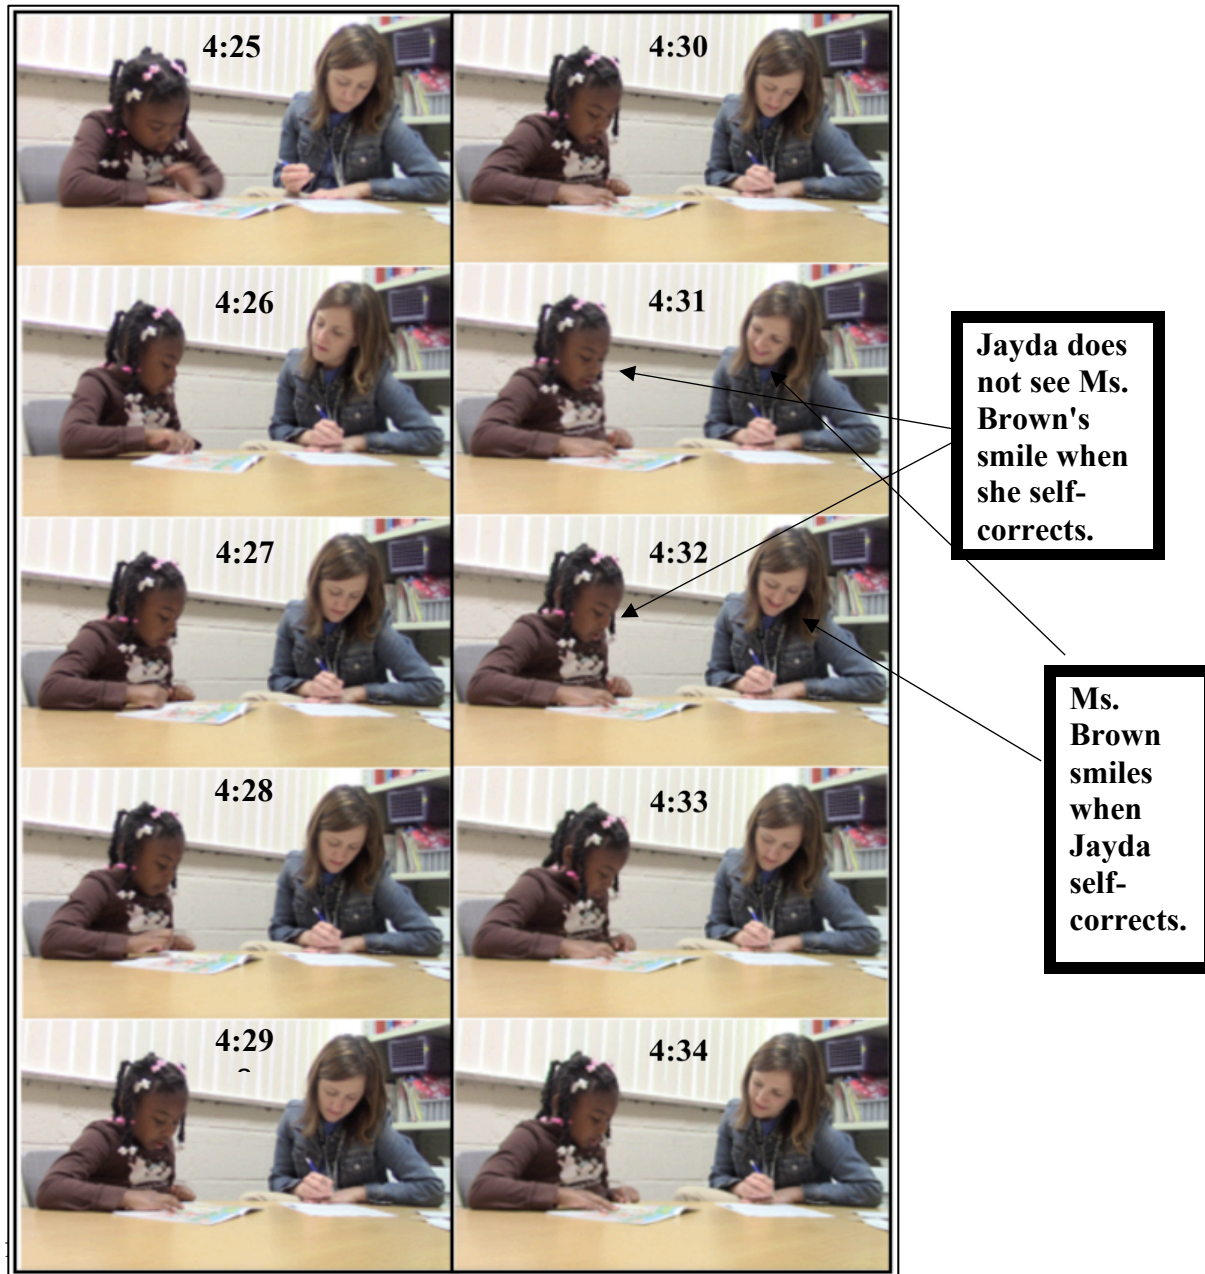 4:25
4:30
4:26
4:31
4:27
4:32
4:28
4:33
4:29
4:34
Jayda does
not see Ms.
Brown's
smile when
she self-
corrects.
Ms.
Brown
smiles
when
Jayda
self-
corrects.